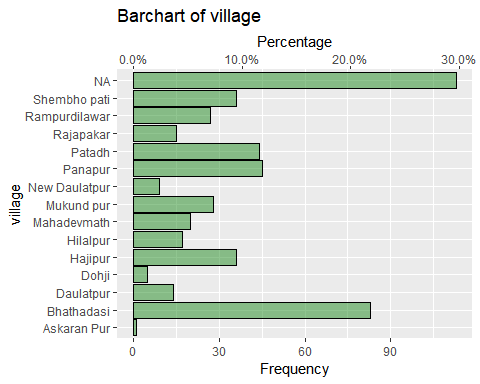 Barchart of village
Percentage
0.0% 10.0% 20.0% 30.0%
NA
Shembho pati
Rampurdilawar
Rajapakar
Patadh
Panapur
New Daulatpur
Mukund pur
Mahadevmath
Hilalpur
Hajipur
Dohji
Daulatpur
Bhathadasi
Askaran Pur
village
0 30 60 90
Frequency